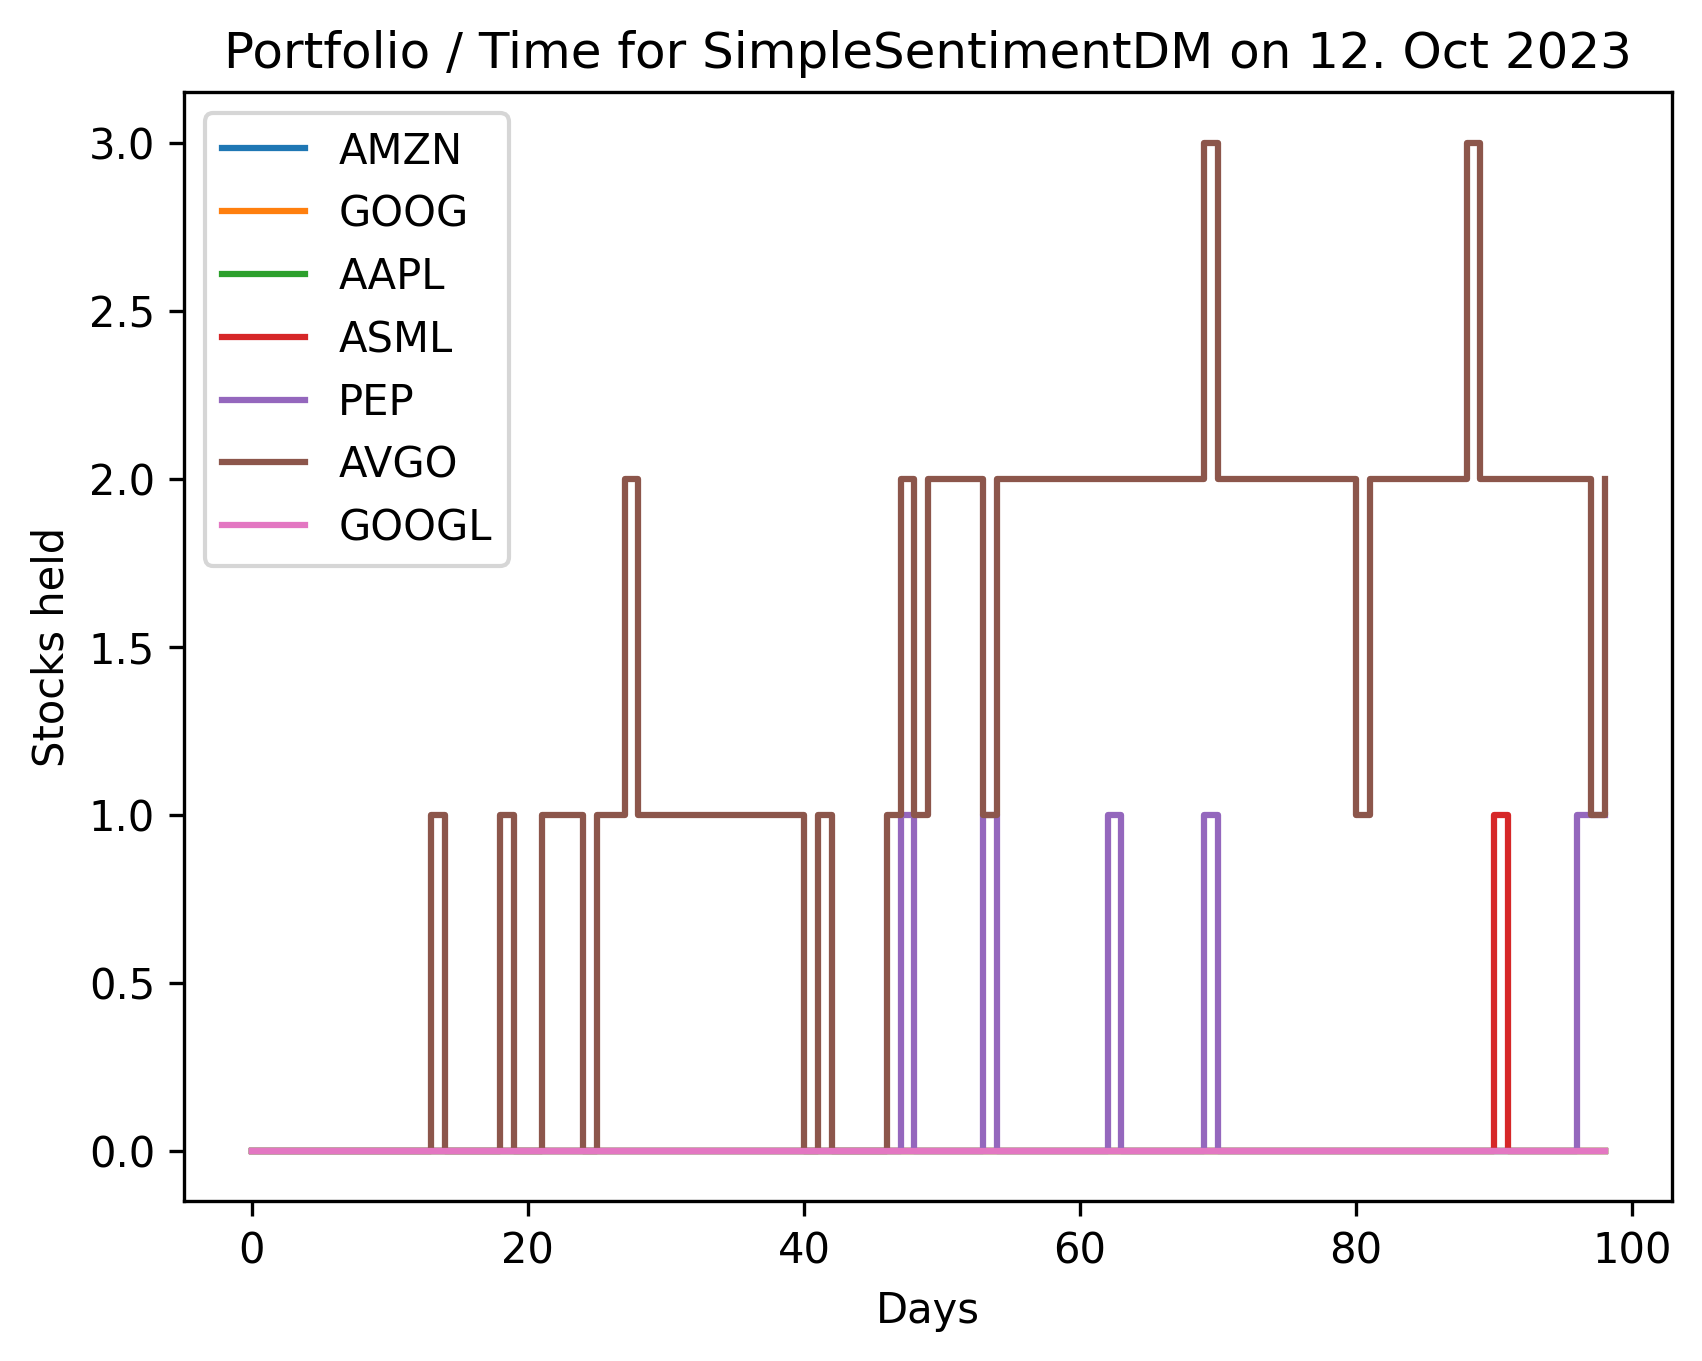 Portfolio / Time for SimpleSentimentDM on 12. Oct 2023
AMZN
GOOG
AAPL
ASML
PEP
AVGO
GOOGL
3.0
2.5
2.0
1.5
1.0
0.5
0.0
Stocks held
0 20 40 60 80 100
Days